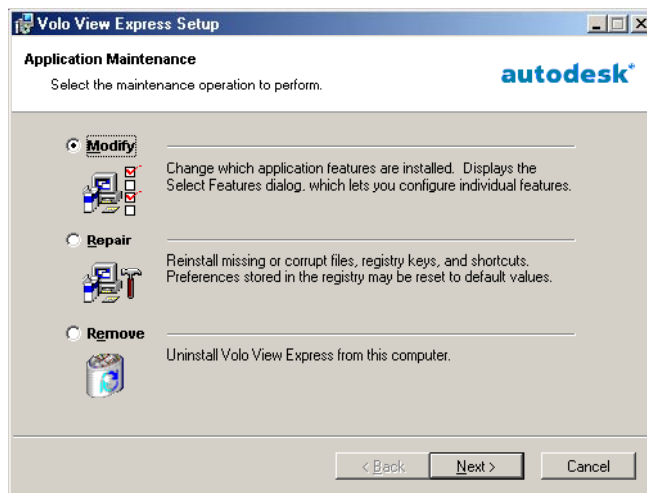 Volo View Express Setup
Application Maintenance
Select the maintenance operation to perform.
autodesk
Modify
Change which application features are installed. Displays the
Select Features dialog, which lets you configure individual features.
Repair
Reinstall missing or corrupt files, registry keys, and shortcuts.
Preferences stored in the registry may be reset to default values.
Remove
Uninstall Volo View Express from this computer.
< Back
Next >
Cancel